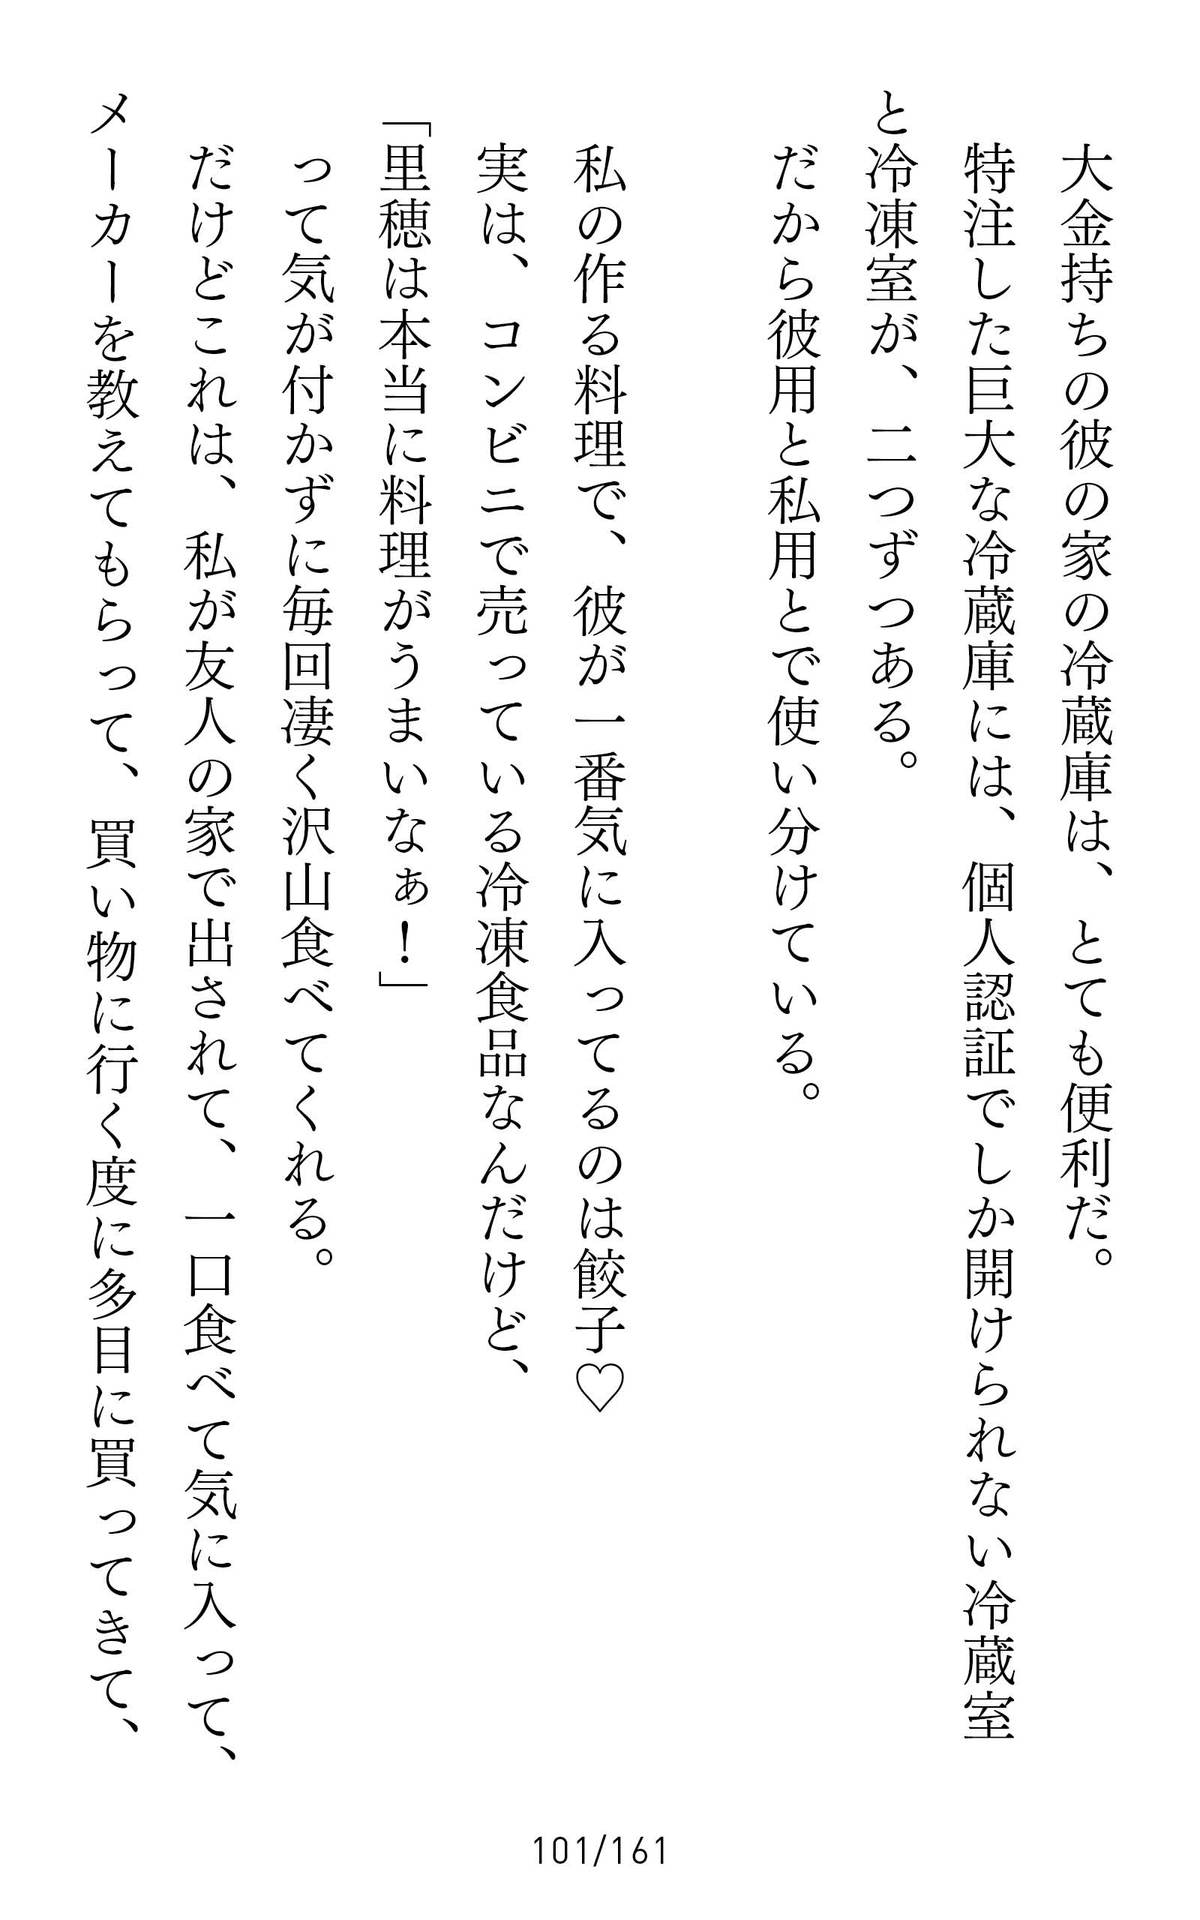 大金持ちの彼の家の冷蔵庫は、とても便利だ。
特注した巨大な冷蔵庫には、個人認証でしか開けられない冷蔵室
と冷凍室が、二つずつある。
だから彼用と私用とで使い分けている。
私の作る料理で、彼が一番気に入ってるのは餃子♡
実は、コンビニで売っている冷凍食品なんだけど、
「里穂は本当に料理がうまいなぁ！」
って気が付かずに毎回凄く沢山食べてくれる。
だけどこれは、私が友人の家で出されて、一口食べて気に入って、
メーカーを教えてもらって、買い物に行く度に多目に買ってきて、
101/161